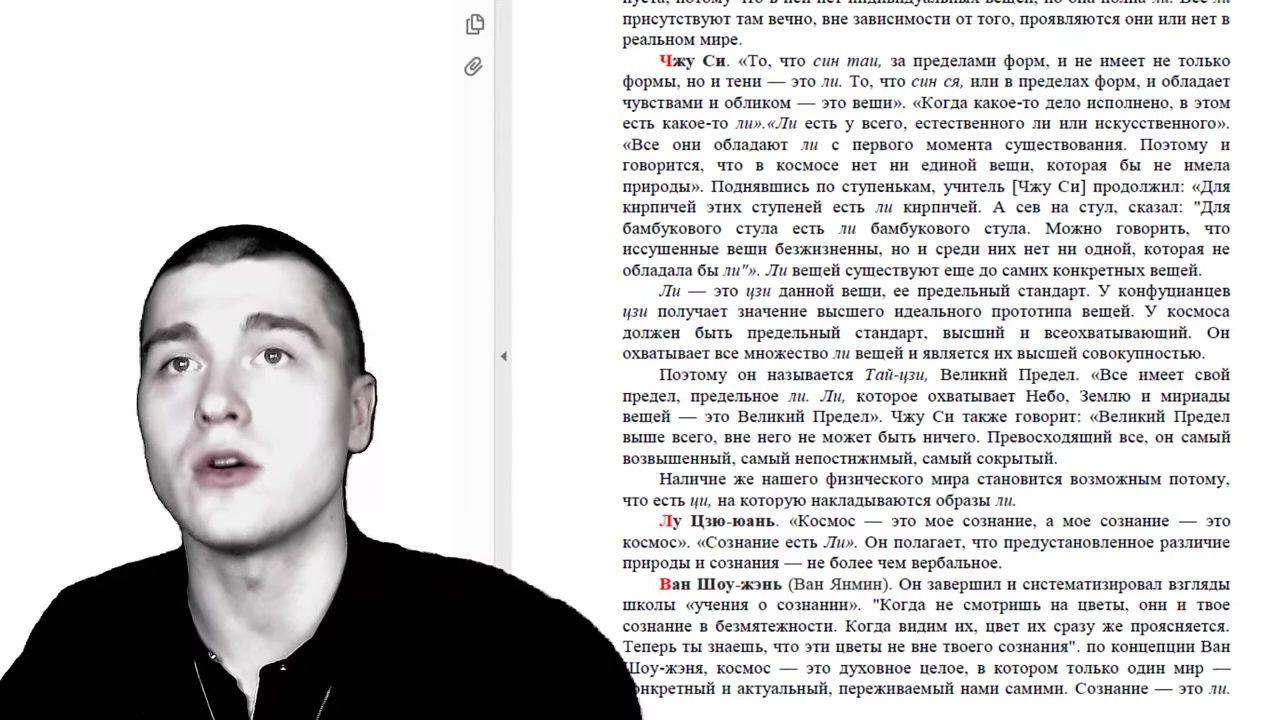 присутствуют там вечно, вне зависимости от того, проявляются они или нет в
реальном мире.
Чжу Си. «То, что син таи, за пределами форм, и не имеет не только
формы, но и тени — это ли. То, что син ся, или в пределах форм, и обладает
чувствами и обликом — это вещи». «Когда какое-то дело исполнено, в этом
есть какое-то ли».«Ли есть у всего, естественного ли или искусственного».
«Все они обладают ли с первого момента существования. Поэтому и
говорится, что в космосе нет ни единой вещи, которая бы не имела
природы». Поднявшись по ступенькам, учитель [Чжу Си] продолжил: «Для
кирпичей этих ступеней есть ли кирпичей. А сев на стул, сказал: "Для
бамбукового стула есть ли бамбукового стула. Можно говорить, что
иссушенные вещи безжизненны, но и среди них нет ни одной, которая не
обладала бы ли"». Ли вещей существуют еще до самих конкретных вещей.
Ли — это цзи данной вещи, ее предельный стандарт. У конфуцианцев
цзи получает значение высшего идеального прототипа вещей. У космоса
должен быть предельный стандарт, высший и всеохватывающий. Он
охватывает все множество ли вещей и является их высшей совокупностью.
Поэтому он называется Тай-цзи, Великий Предел. «Все имеет свой
предел, предельное ли. Ли, которое охватывает Небо, Землю и мириады
вещей — это Великий Предел». Чжу Си также говорит: «Великий Предел
выше всего, вне него не может быть ничего. Превосходящий все, он самый
возвышенный, самый непостижимый, самый сокрытый.
Наличие же нашего физического мира становится возможным потому,
что есть ци, на которую накладываются образы ли.
Лу Цзю-юань. «Космос — это мое сознание, а мое сознание — это
космос». «Сознание есть Ли». Он полагает, что предустановленное различие
природы и сознания — не более чем вербальное.
Ван Шоу-жэнь (Ван Янмин). Он завершил и систематизировал взгляды
школы «учения о сознании». "Когда не смотришь на цветы, они и твое
сознание в безмятежности. Когда видим их, цвет их сразу же проясняется.
Теперь ты знаешь, что эти цветы не вне твоего сознания". по концепции Ван
Шоу-жэня, космос — это духовное целое, в котором только один мир —
конкретный и актуальный, переживаемый нами самими. Сознание — это ли.